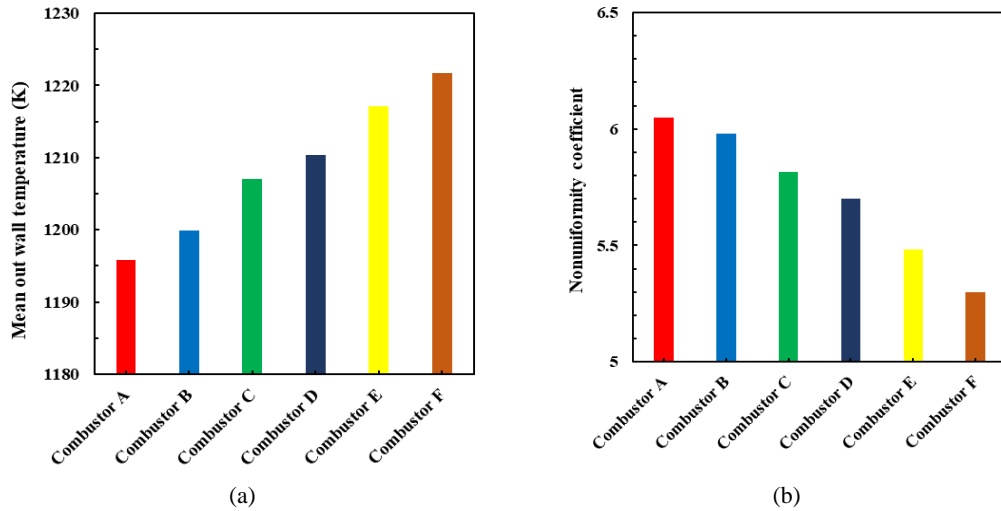 Mean out wall temperature (K)
1230
1220
1210
1200
1190
1180
Combustor A
Combustor B
Combustor C
Combustor D
Combustor E
Combustor F
(a)
Nonuniformity coefficient
6.5
6
5.5
5
Combustor A
Combustor B
Combustor C
Combustor D
Combustor E
Combustor F
(b)